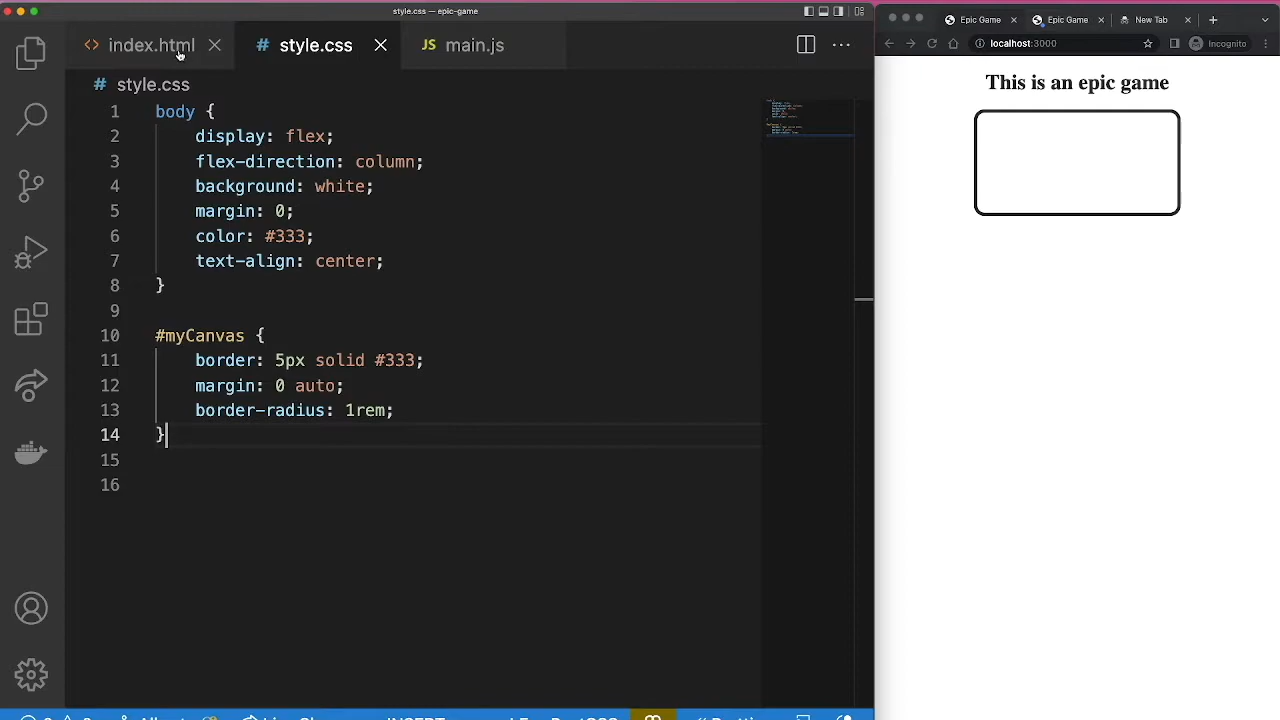 style.css — epic-game
index.html
style.css
JS main.js
# style.css
1 body {
2 display: flex;
3 flex-direction: column;
4 background: white;
5 margin: 0;
6 color: #333;
7 text-align: center;
8 }
9
10 #myCanvas {
11 border: 5px solid #333;
12 margin: 0 auto;
13 border-radius: 1rem;
14 }
15
16
Epic Game
Epic Game
New Tab
localhost:3000
Incognito
This is an epic game